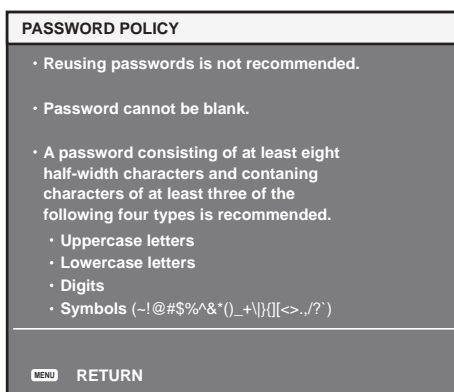 PASSWORD POLICY
・Reusing passwords is not recommended.
・Password cannot be blank.
・A password consisting of at least eight
half-width characters and contaning
characters of at least three of the
following four types is recommended.
・Uppercase letters
・Lowercase letters
・Digits
・Symbols (~!@#$%^&*()_+\|}{][<>.,/?`)
MENU RETURN